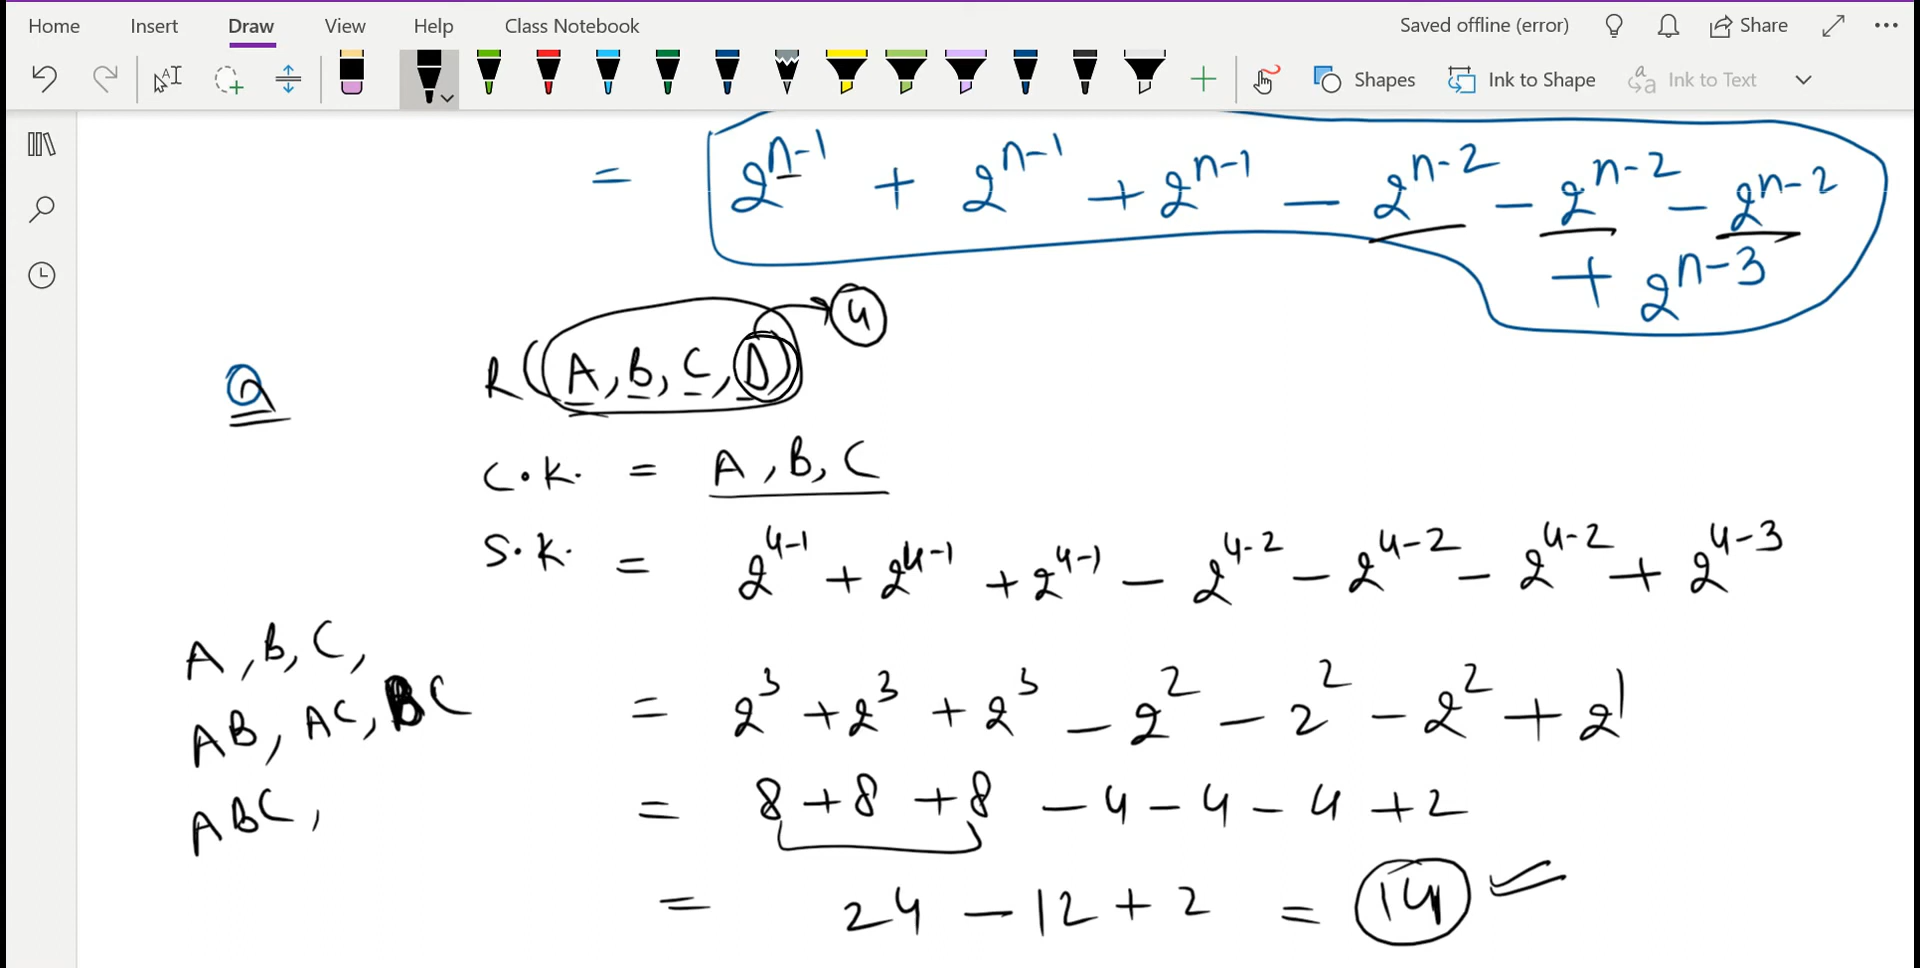 Home Insert Draw View Help Class Notebook Saved offline (error) Share
Shapes Ink to Shape Ink to Text
= 2^{n-1} + 2^{n-1} + 2^{n-1} - 2^{n-2} - 2^{n-2} - 2^{n-2}
+ 2^{n-3}
4
Q R(A, B, C, D)
C.K. = A, B, C
S.K. = 2^{4-1} + 2^{4-1} + 2^{4-1} - 2^{4-2} - 2^{4-2} - 2^{4-2} + 2^{4-3}
A, B, C,
AB, AC, BC = 2^3 + 2^3 + 2^3 - 2^2 - 2^2 - 2^2 + 2^1
ABC, = 8 + 8 + 8 - 4 - 4 - 4 + 2
= 24 - 12 + 2 = 14